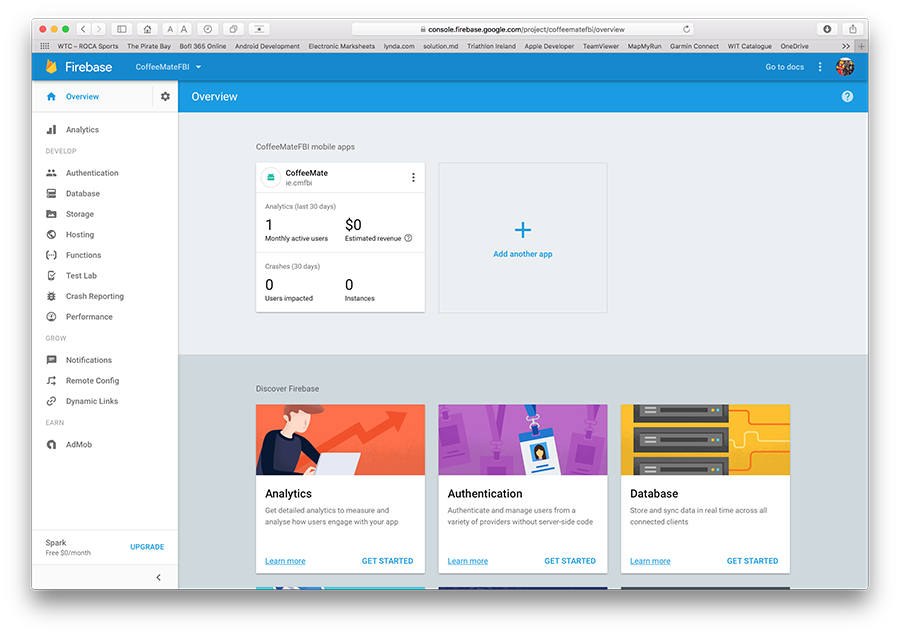 A A
console.firebase.google.com/project/coffeematefbi/overview
WTC – ROCA Sports The Pirate Bay Bofl 365 Online Android Development Electronic Marksheets lynda.com solution.md Triathlon Ireland Apple Developer TeamViewer MapMyRun Garmin Connect WIT Catalogue OneDrive >> +
Firebase CoffeeMateFBI Go to docs
Overview
Overview ?
Analytics
DEVELOP
Authentication
Database
Storage
Hosting
Functions
Test Lab
Crash Reporting
Performance
GROW
Notifications
Remote Config
Dynamic Links
EARN
AdMob
Spark
Free $0/month
UPGRADE
CoffeeMateFBI mobile apps
CoffeeMate
ie.cmfbi
Analytics (last 30 days)
1 $0
Monthly active users Estimated revenue ?
Crashes (30 days)
0 0
Users impacted Instances
+
Add another app
Discover Firebase
Analytics
Get detailed analytics to measure and
analyse how users engage with your app
Learn more GET STARTED
Authentication
Authenticate and manage users from a
variety of providers without server-side code
Learn more GET STARTED
Database
Store and sync data in real time across all
connected clients
Learn more GET STARTED